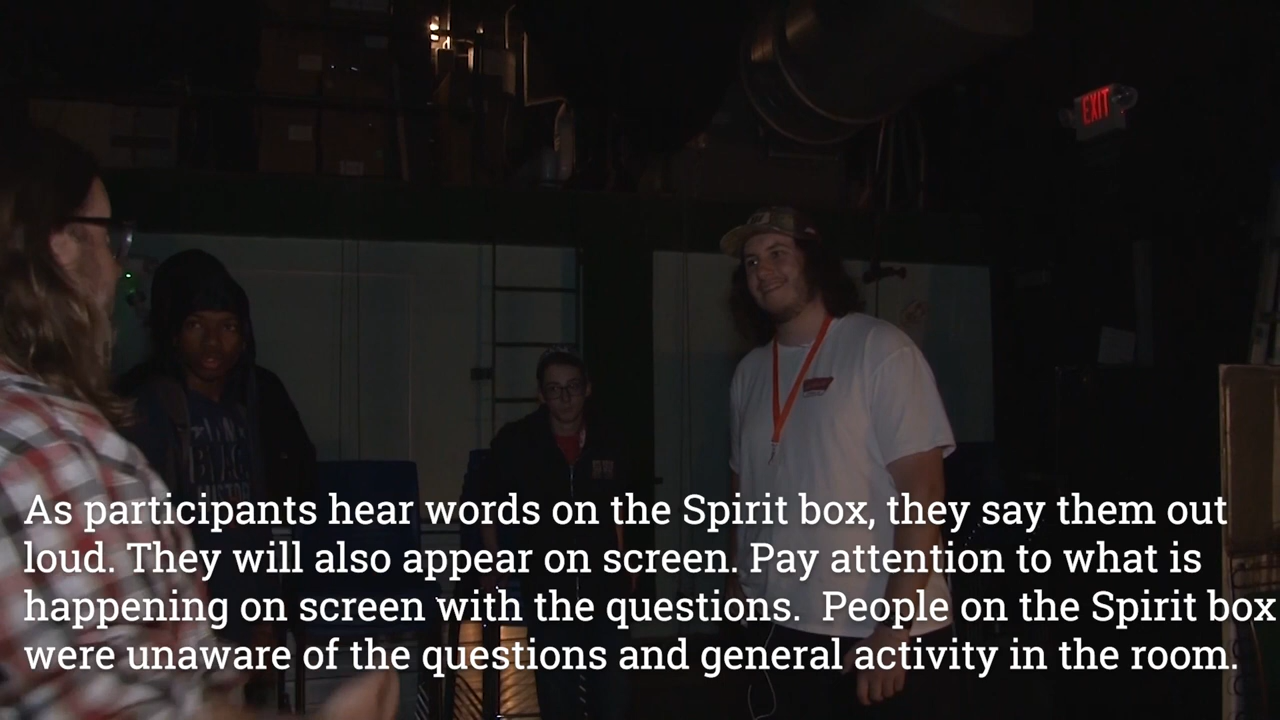 EXIT
As participants hear words on the Spirit box, they say them out
loud. They will also appear on screen. Pay attention to what is
happening on screen with the questions.  People on the Spirit box
were unaware of the questions and general activity in the room.